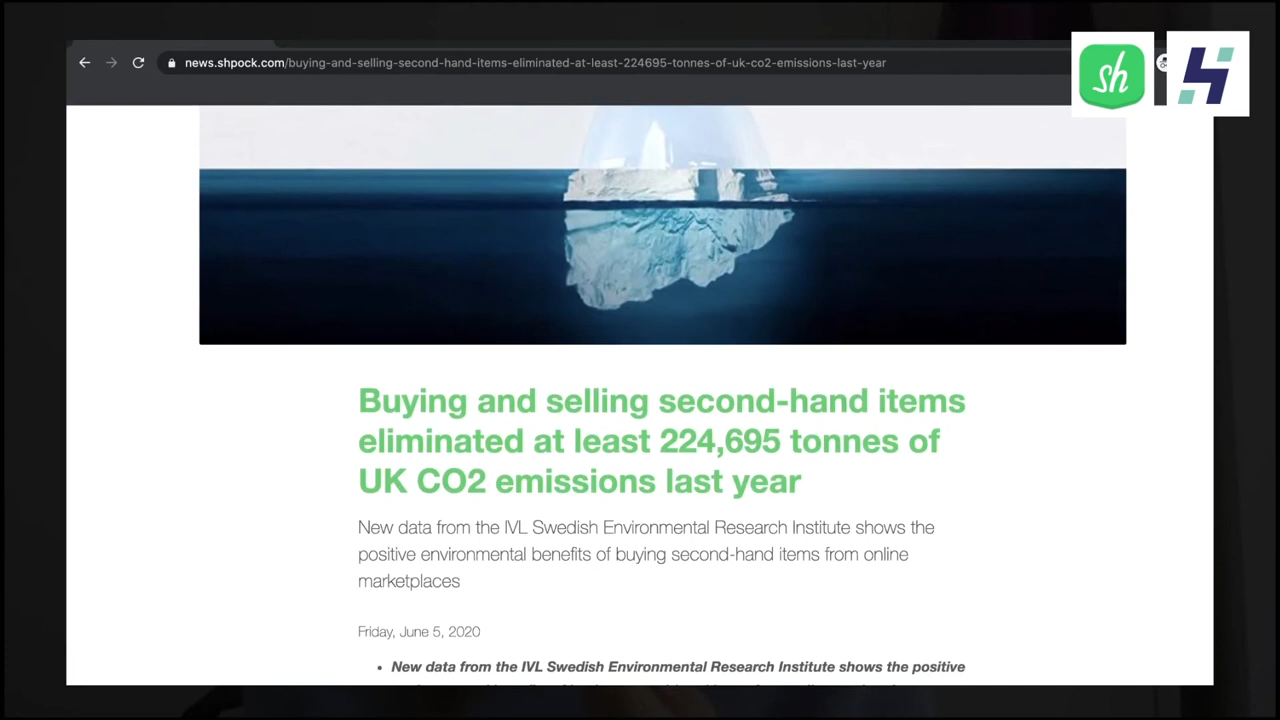 news.shpock.com/buying-and-selling-second-hand-items-eliminated-at-least-224695-tonnes-of-uk-co2-emissions-last-year
sh
Buying and selling second-hand items
eliminated at least 224,695 tonnes of
UK CO2 emissions last year
New data from the IVL Swedish Environmental Research Institute shows the
positive environmental benefits of buying second-hand items from online
marketplaces
Friday, June 5, 2020
• New data from the IVL Swedish Environmental Research Institute shows the positive